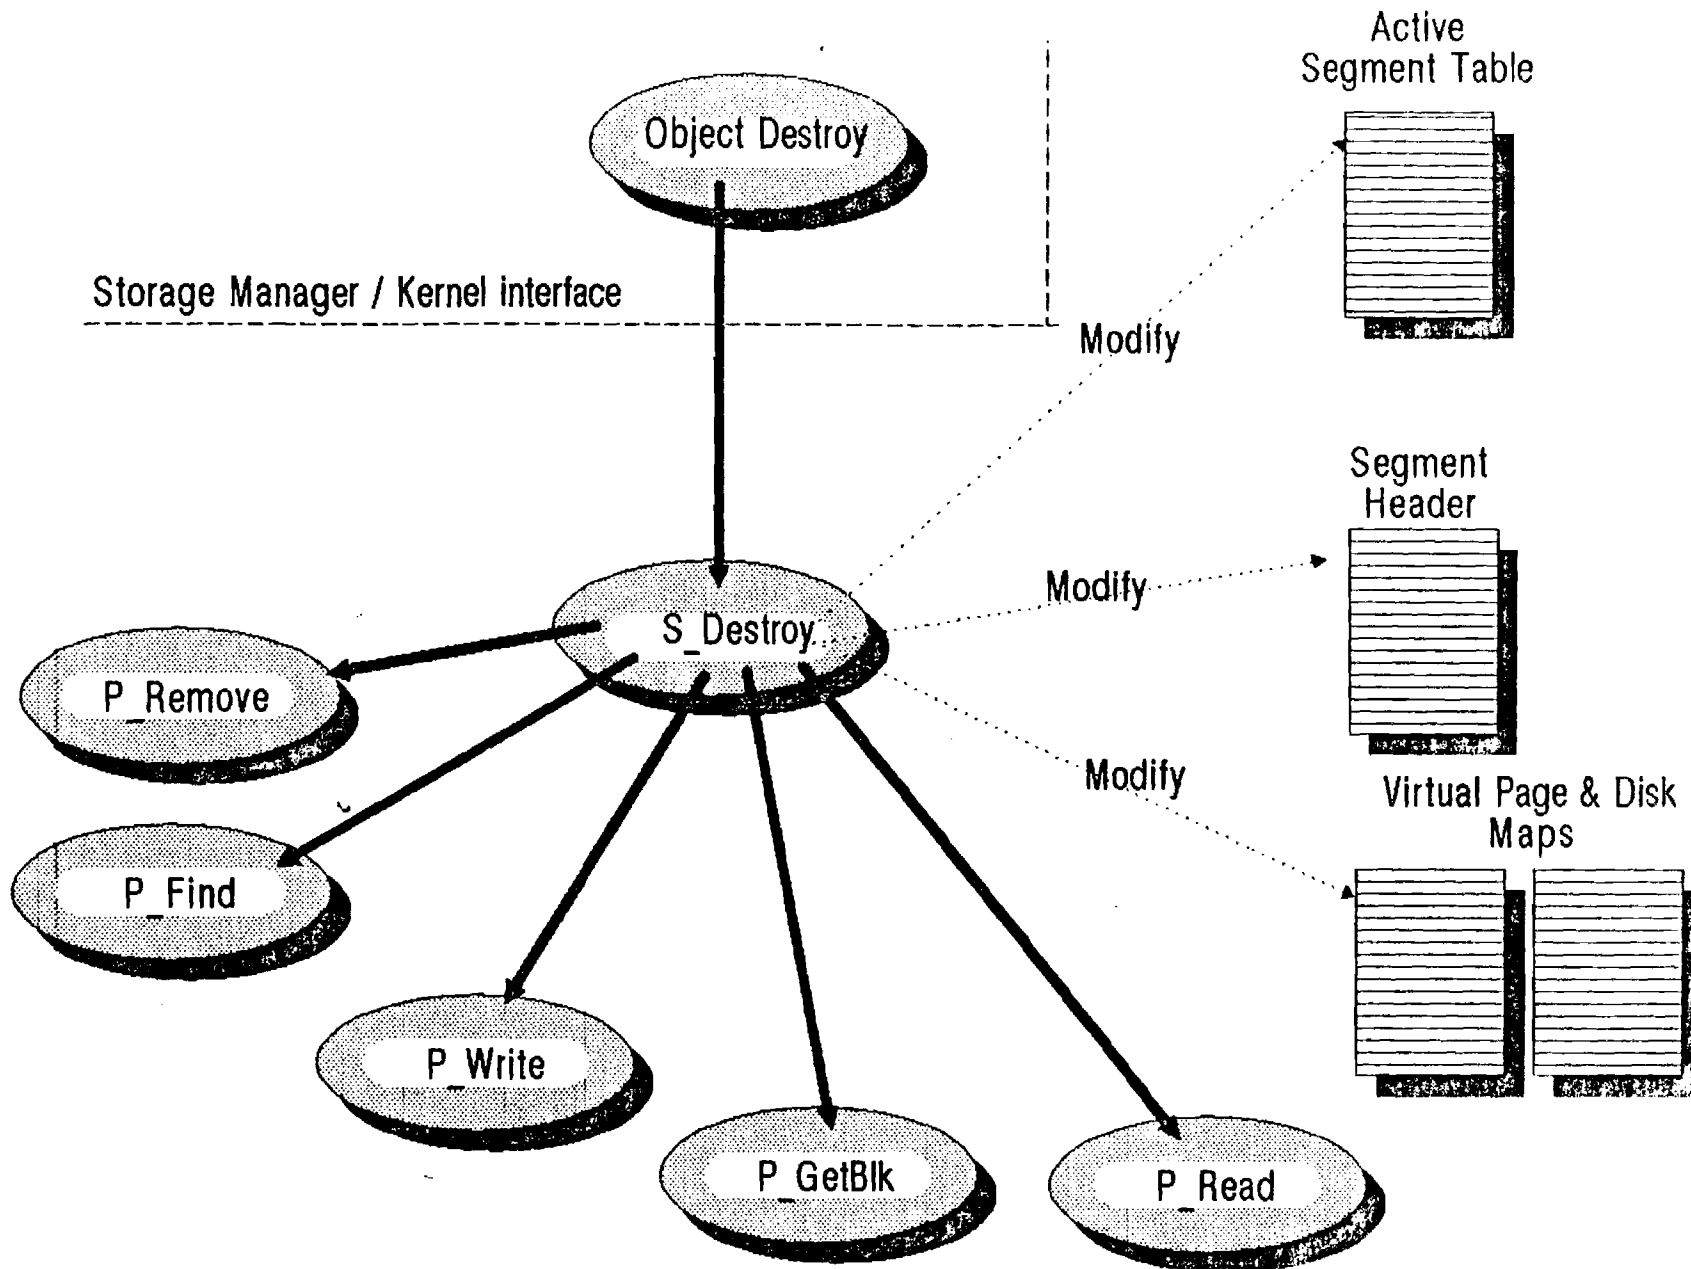 Active
Segment Table
Object Destroy
Storage Manager / Kernel interface
Modify
Segment
Header
Modify
S_Destroy
P_Remove
Modify
Virtual Page & Disk
Maps
P_Find
P_Write
P_GetBlk
P_Read